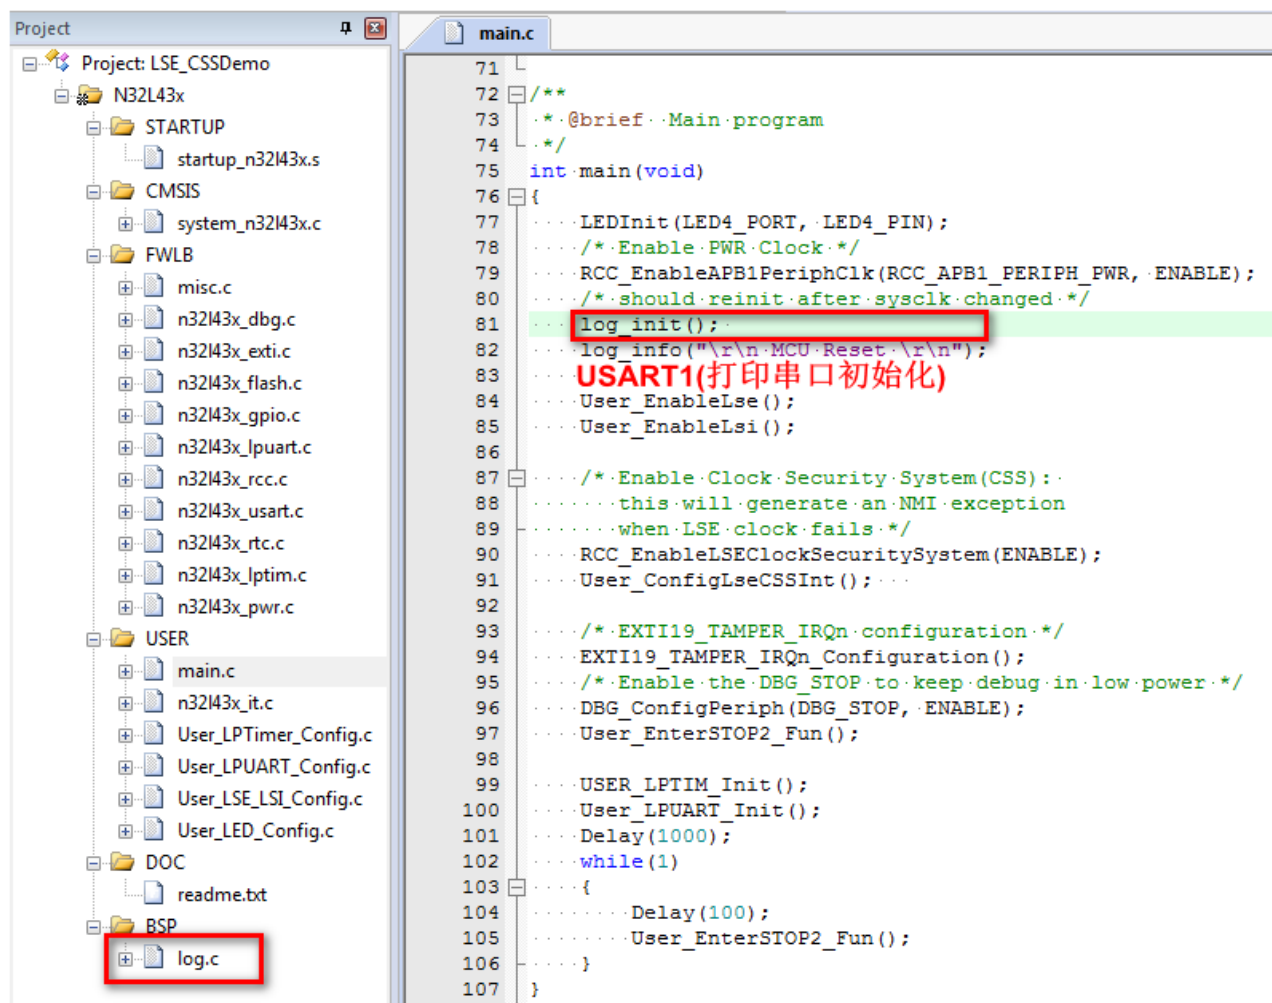 Project
Project: LSE_CSSDemo
N32L43x
STARTUP
startup_n32l43x.s
CMSIS
system_n32l43x.c
FWLB
misc.c
n32l43x_dbg.c
n32l43x_exti.c
n32l43x_flash.c
n32l43x_gpio.c
n32l43x_lpuart.c
n32l43x_rcc.c
n32l43x_usart.c
n32l43x_rtc.c
n32l43x_lptim.c
n32l43x_pwr.c
USER
main.c
n32l43x_it.c
User_LPTimer_Config.c
User_LPUART_Config.c
User_LSE_LSI_Config.c
User_LED_Config.c
DOC
readme.txt
BSP
log.c
main.c
71
72 /**
73 * @brief  Main program
74 */
75 int main(void)
76 {
77 LEDInit(LED4_PORT, LED4_PIN);
78 /* Enable PWR Clock */
79 RCC_EnableAPB1PeriphClk(RCC_APB1_PERIPH_PWR, ENABLE);
80 /* should reinit after sysclk changed */
81 log_init();
82 log_info("\r\n MCU Reset \r\n");
83
USART1(打印串口初始化)
84 User_EnableLse();
85 User_EnableLsi();
86
87 /* Enable Clock Security System(CSS):
88 this will generate an NMI exception
89 when LSE clock fails */
90 RCC_EnableLSEClockSecuritySystem(ENABLE);
91 User_ConfigLseCSSInt();
92
93 /* EXTI19_TAMPER_IRQn configuration */
94 EXTI19_TAMPER_IRQn_Configuration();
95 /* Enable the DBG_STOP to keep debug in low power */
96 DBG_ConfigPeriph(DBG_STOP, ENABLE);
97 User_EnterSTOP2_Fun();
98
99 USER_LPTIM_Init();
100 User_LPUART_Init();
101 Delay(1000);
102 while(1)
103 {
104 Delay(100);
105 User_EnterSTOP2_Fun();
106 }
107 }